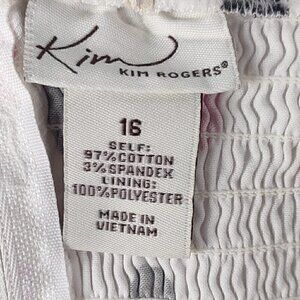 Kim
KIM ROGERS®
16
SELF:
97%COTTON
3%SPANDEX
LINING:
100%POLYESTER
MADE IN
VIETNAM